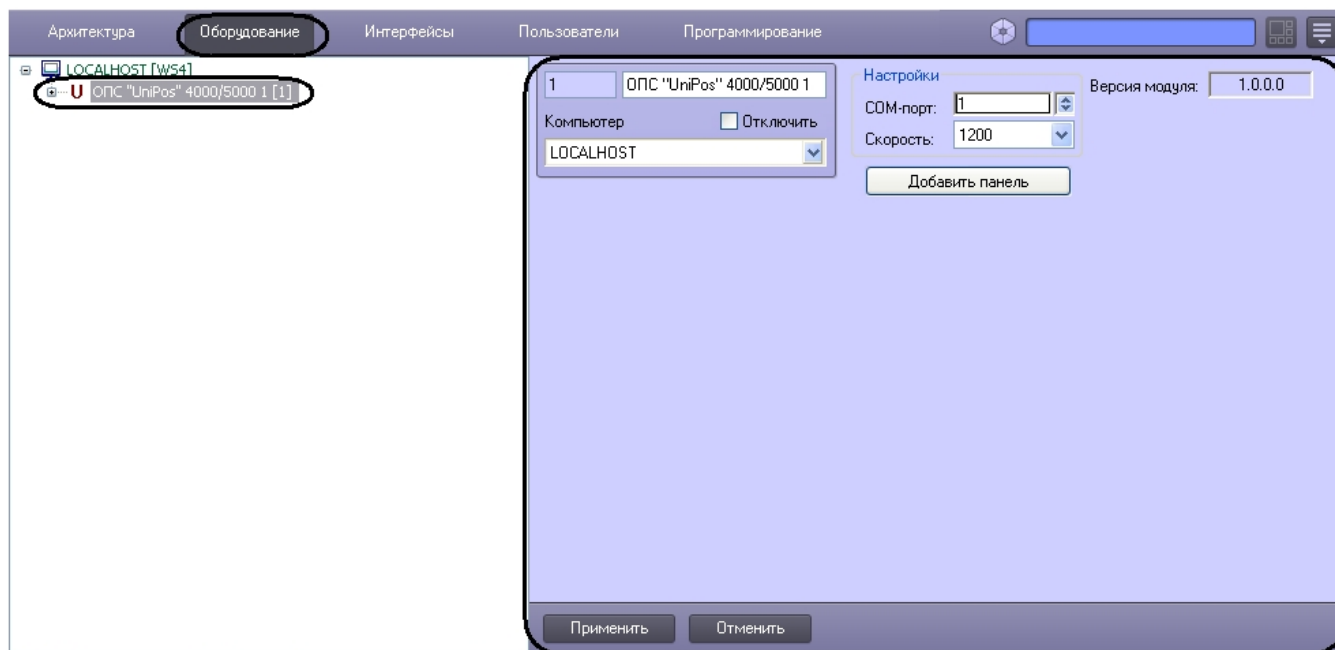 Архитектура Оборудование Интерфейсы Пользователи Программирование
LOCALHOST [WS4]
U ОПС "UniPos" 4000/5000 1 [1]
1 ОПС "UniPos" 4000/5000 1
Компьютер Отключить
LOCALHOST
Настройки
COM-порт: 1
Скорость: 1200
Добавить панель
Версия модуля: 1.0.0.0
Применить Отменить